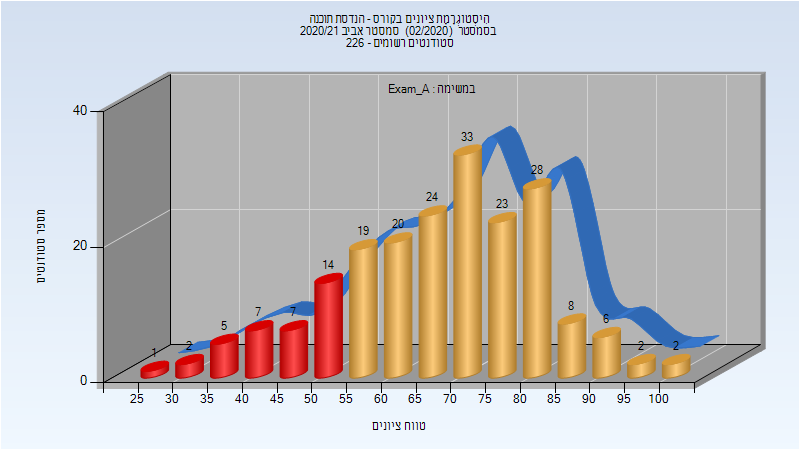 היסטוגרמת ציונים בקורס - הנדסת תוכנה
בסמסטר (02/2020) סמסטר אביב 2020/21
סטודנטים רשומים - 226
במשימה : Exam_A
40
20
0
מספר סטודנטים
1
2
5
7
7
14
19
20
24
33
23
28
8
6
2
2
25 30 35 40 45 50 55 60 65 70 75 80 85 90 95 100
טווח ציונים